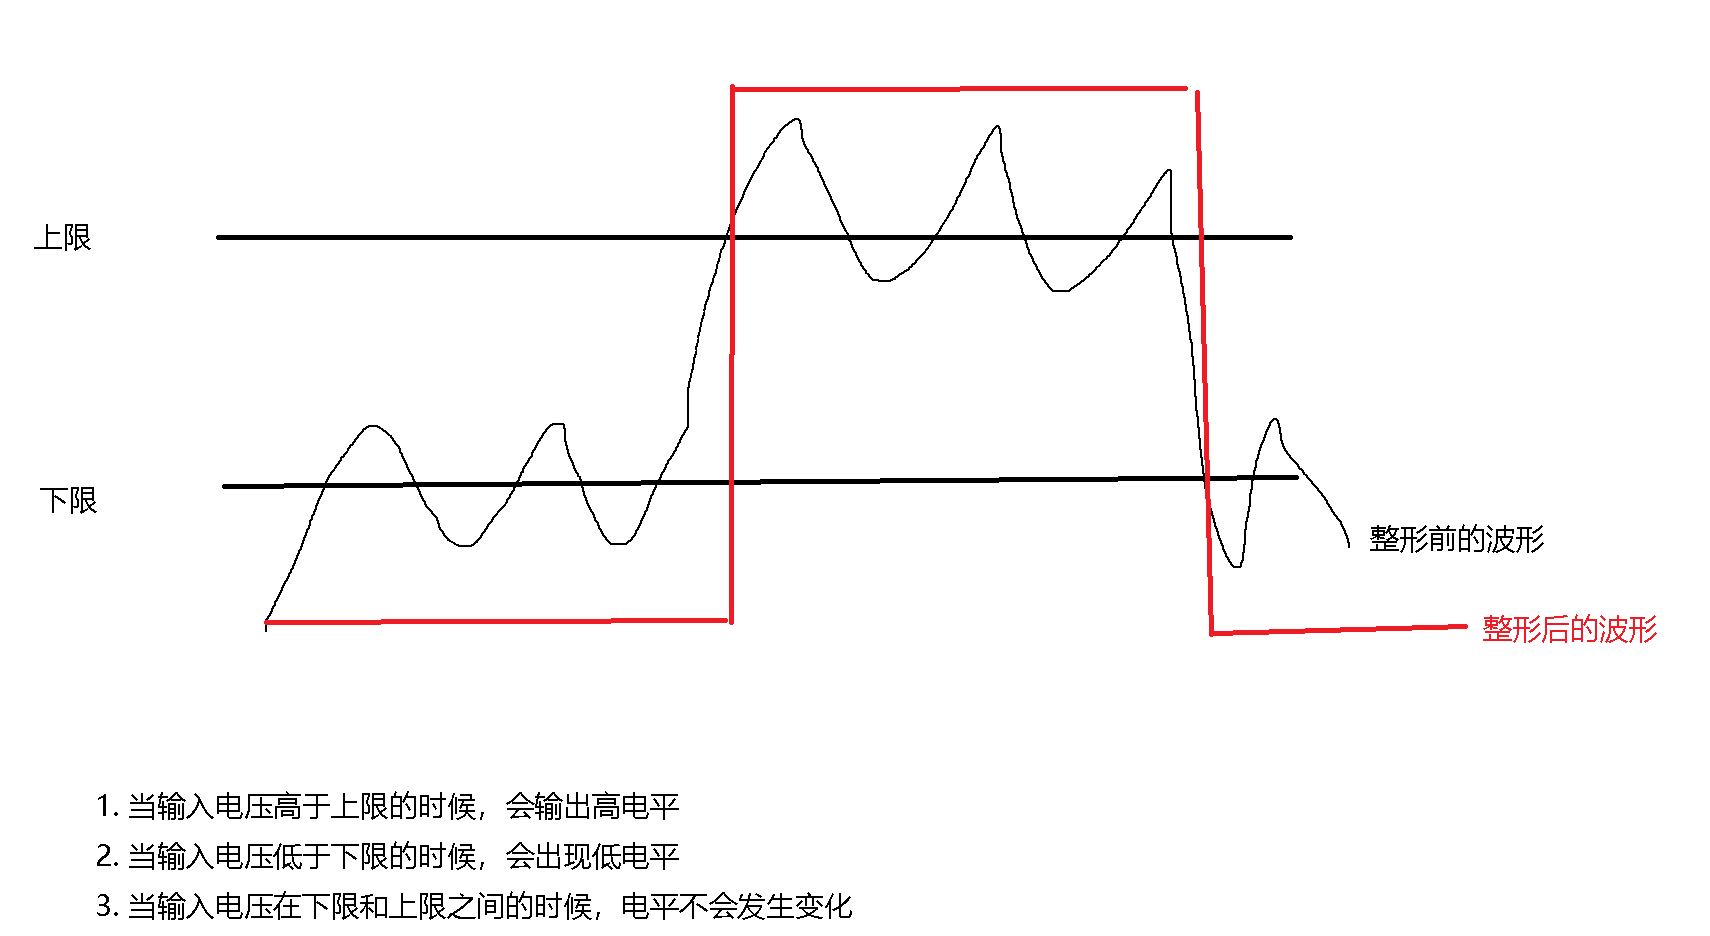 上限
下限
整形前的波形
整形后的波形
1. 当输入电压高于上限的时候，会输出高电平
2. 当输入电压低于下限的时候，会出现低电平
3. 当输入电压在下限和上限之间的时候，电平不会发生变化